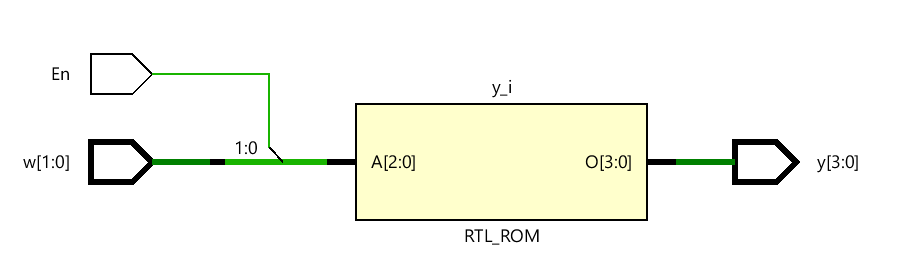 En
y_i
w[1:0]
1:0
A[2:0]
O[3:0]
y[3:0]
RTL_ROM